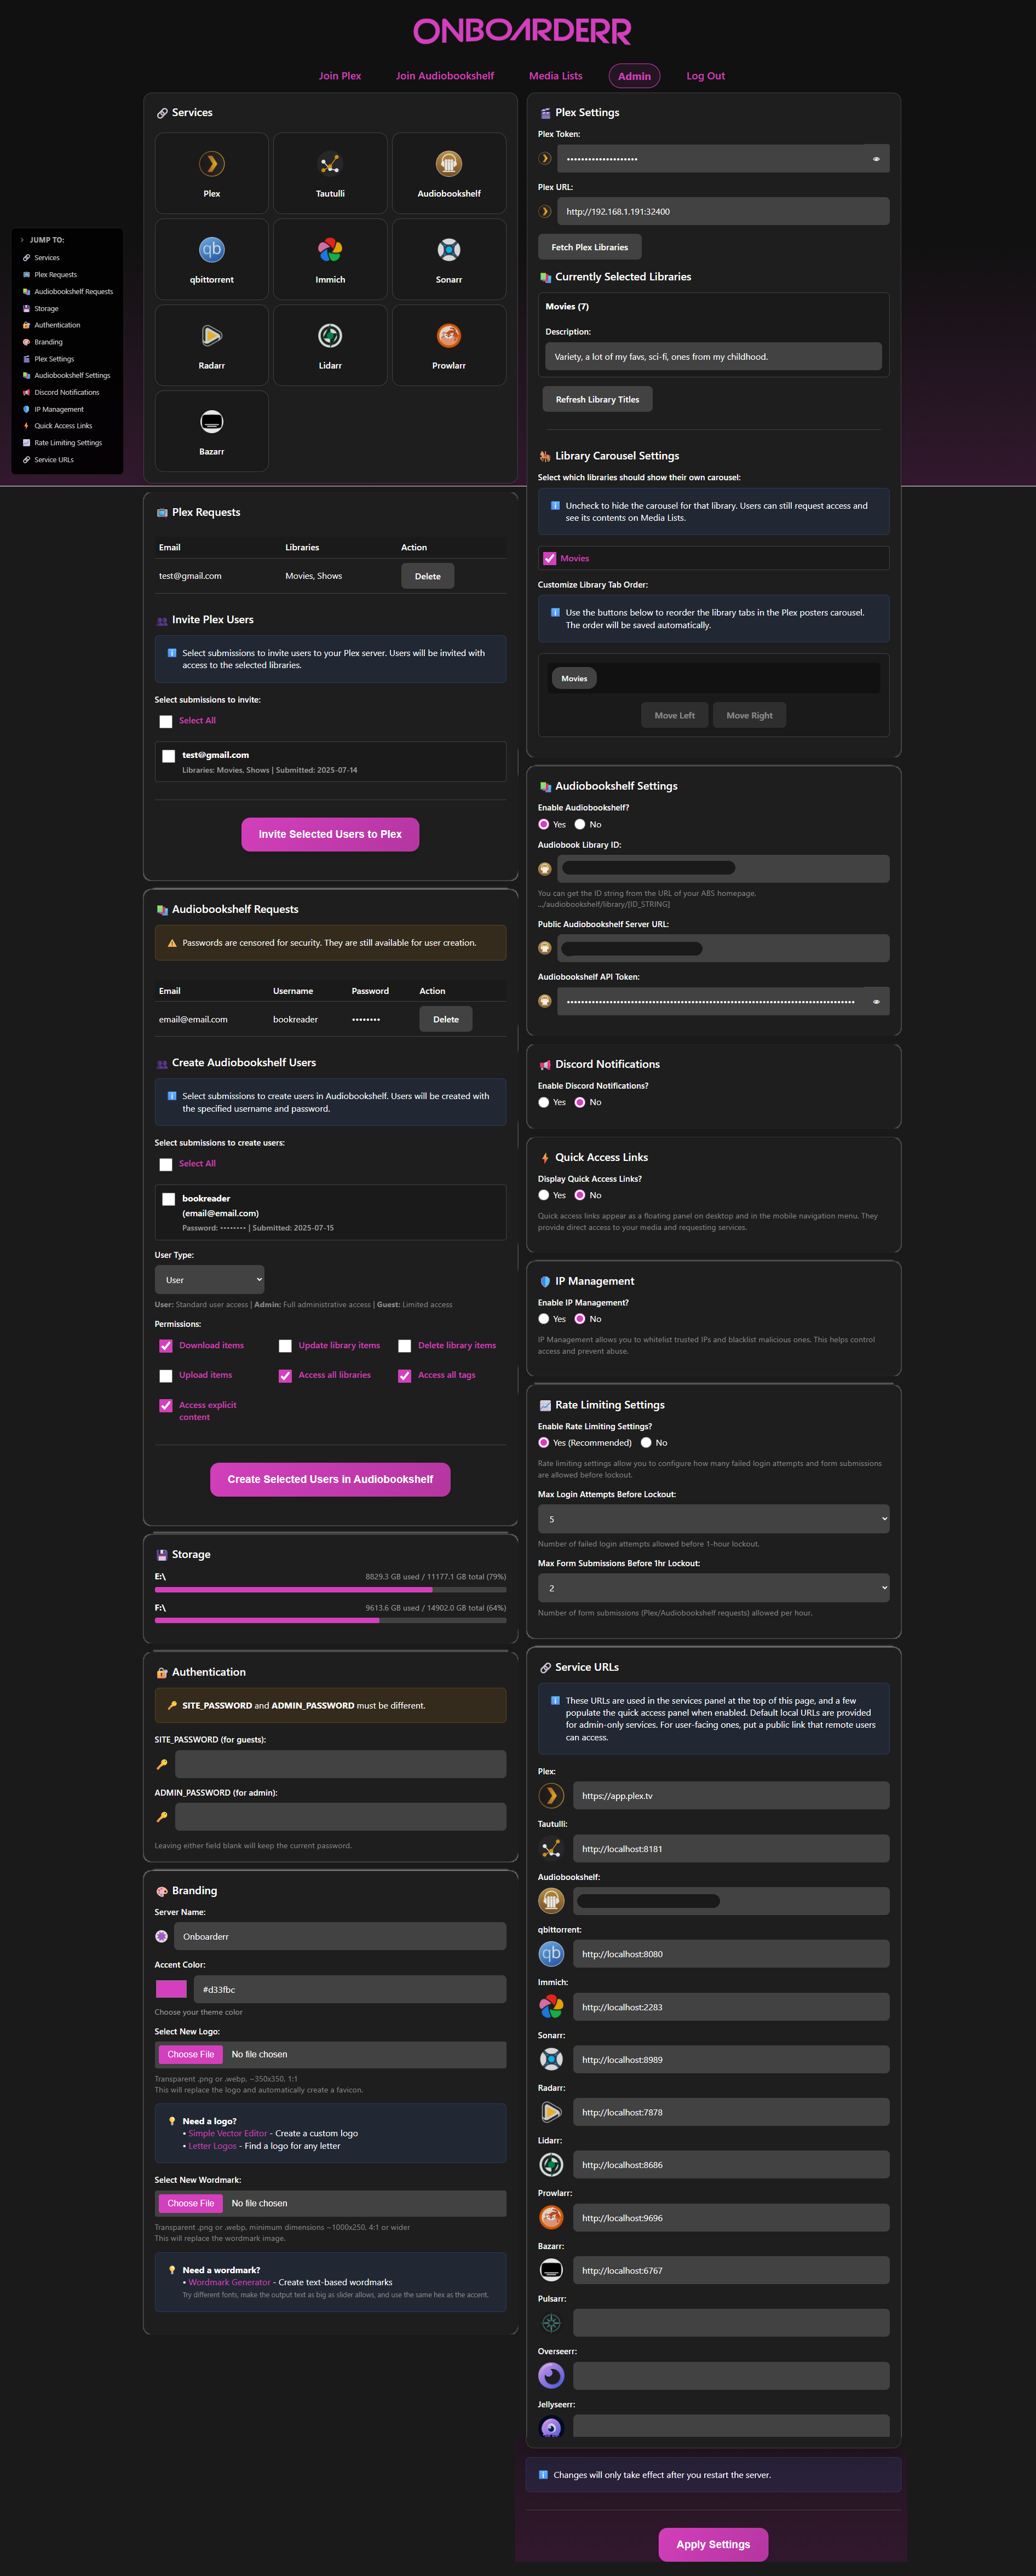 ONBOARDERR
Join Plex
Join Audiobookshelf
Media Lists
Admin
Log Out
JUMP TO:
Services
Plex Requests
Audiobookshelf Requests
Storage
Authentication
Branding
Plex Settings
Audiobookshelf Settings
Discord Notifications
IP Management
Quick Access Links
Rate Limiting Settings
Service URLs
Services
Plex
Tautulli
Audiobookshelf
qb
qbittorrent
Immich
Sonarr
Radarr
Lidarr
Prowlarr
Bazarr
Plex Requests
Email Libraries Action
test@gmail.com Movies, Shows Delete
Invite Plex Users
Select submissions to invite users to your Plex server. Users will be invited with
access to the selected libraries.
Select submissions to invite:
Select All
test@gmail.com
Libraries: Movies, Shows | Submitted: 2025-07-14
Invite Selected Users to Plex
Audiobookshelf Requests
Passwords are censored for security. They are still available for user creation.
Email Username Password Action
email@email.com bookreader •••••••• Delete
Create Audiobookshelf Users
Select submissions to create users in Audiobookshelf. Users will be created with
the specified username and password.
Select submissions to create users:
Select All
bookreader
(email@email.com)
Password: •••••••• | Submitted: 2025-07-15
User Type:
User
User: Standard user access | Admin: Full administrative access | Guest: Limited access
Permissions:
Download items
Update library items
Delete library items
Upload items
Access all libraries
Access all tags
Access explicit
content
Create Selected Users in Audiobookshelf
Storage
E:\ 8829.3 GB used / 11177.1 GB total (79%)
F:\ 9613.6 GB used / 14902.0 GB total (64%)
Authentication
SITE_PASSWORD and ADMIN_PASSWORD must be different.
SITE_PASSWORD (for guests):
ADMIN_PASSWORD (for admin):
Leaving either field blank will keep the current password.
Branding
Server Name:
Onboarderr
Accent Color:
#d33fbc
Choose your theme color
Select New Logo:
Choose File No file chosen
Transparent .png or .webp, ~350x350, 1:1
This will replace the logo and automatically create a favicon.
Need a logo?
• Simple Vector Editor - Create a custom logo
• Letter Logos - Find a logo for any letter
Select New Wordmark:
Choose File No file chosen
Transparent .png or .webp, minimum dimensions ~1000x250, 4:1 or wider
This will replace the wordmark image.
Need a wordmark?
• Wordmark Generator - Create text-based wordmarks
Try different fonts, make the output text as big as slider allows, and use the same hex as the accent.
Plex Settings
Plex Token:
••••••••••••••••••••
Plex URL:
http://192.168.1.191:32400
Fetch Plex Libraries
Currently Selected Libraries
Movies (7)
Description:
Variety, a lot of my favs, sci-fi, ones from my childhood.
Refresh Library Titles
Library Carousel Settings
Select which libraries should show their own carousel:
Uncheck to hide the carousel for that library. Users can still request access and
see its contents on Media Lists.
Movies
Customize Library Tab Order:
Use the buttons below to reorder the library tabs in the Plex posters carousel.
The order will be saved automatically.
Movies
Move Left
Move Right
Audiobookshelf Settings
Enable Audiobookshelf?
Yes No
Audiobook Library ID:
You can get the ID string from the URL of your ABS homepage.
.../audiobookshelf/library/[ID_STRING]
Public Audiobookshelf Server URL:
Audiobookshelf API Token:
Discord Notifications
Enable Discord Notifications?
Yes No
Quick Access Links
Display Quick Access Links?
Yes No
Quick access links appear as a floating panel on desktop and in the mobile navigation menu. They
provide direct access to your media and requesting services.
IP Management
Enable IP Management?
Yes No
IP Management allows you to whitelist trusted IPs and blacklist malicious ones. This helps control
access and prevent abuse.
Rate Limiting Settings
Enable Rate Limiting Settings?
Yes (Recommended) No
Rate limiting settings allow you to configure how many failed login attempts and form submissions
are allowed before lockout.
Max Login Attempts Before Lockout:
5
Number of failed login attempts allowed before 1-hour lockout.
Max Form Submissions Before 1hr Lockout:
2
Number of form submissions (Plex/Audiobookshelf requests) allowed per hour.
Service URLs
These URLs are used in the services panel at the top of this page, and a few
populate the quick access panel when enabled. Default local URLs are provided
for admin-only services. For user-facing ones, put a public link that remote users
can access.
Plex:
https://app.plex.tv
Tautulli:
http://localhost:8181
Audiobookshelf:
qbittorrent:
qb
http://localhost:8080
Immich:
http://localhost:2283
Sonarr:
http://localhost:8989
Radarr:
http://localhost:7878
Lidarr:
http://localhost:8686
Prowlarr:
http://localhost:9696
Bazarr:
http://localhost:6767
Pulsarr:
Overseerr:
Jellyseerr:
Changes will only take effect after you restart the server.
Apply Settings